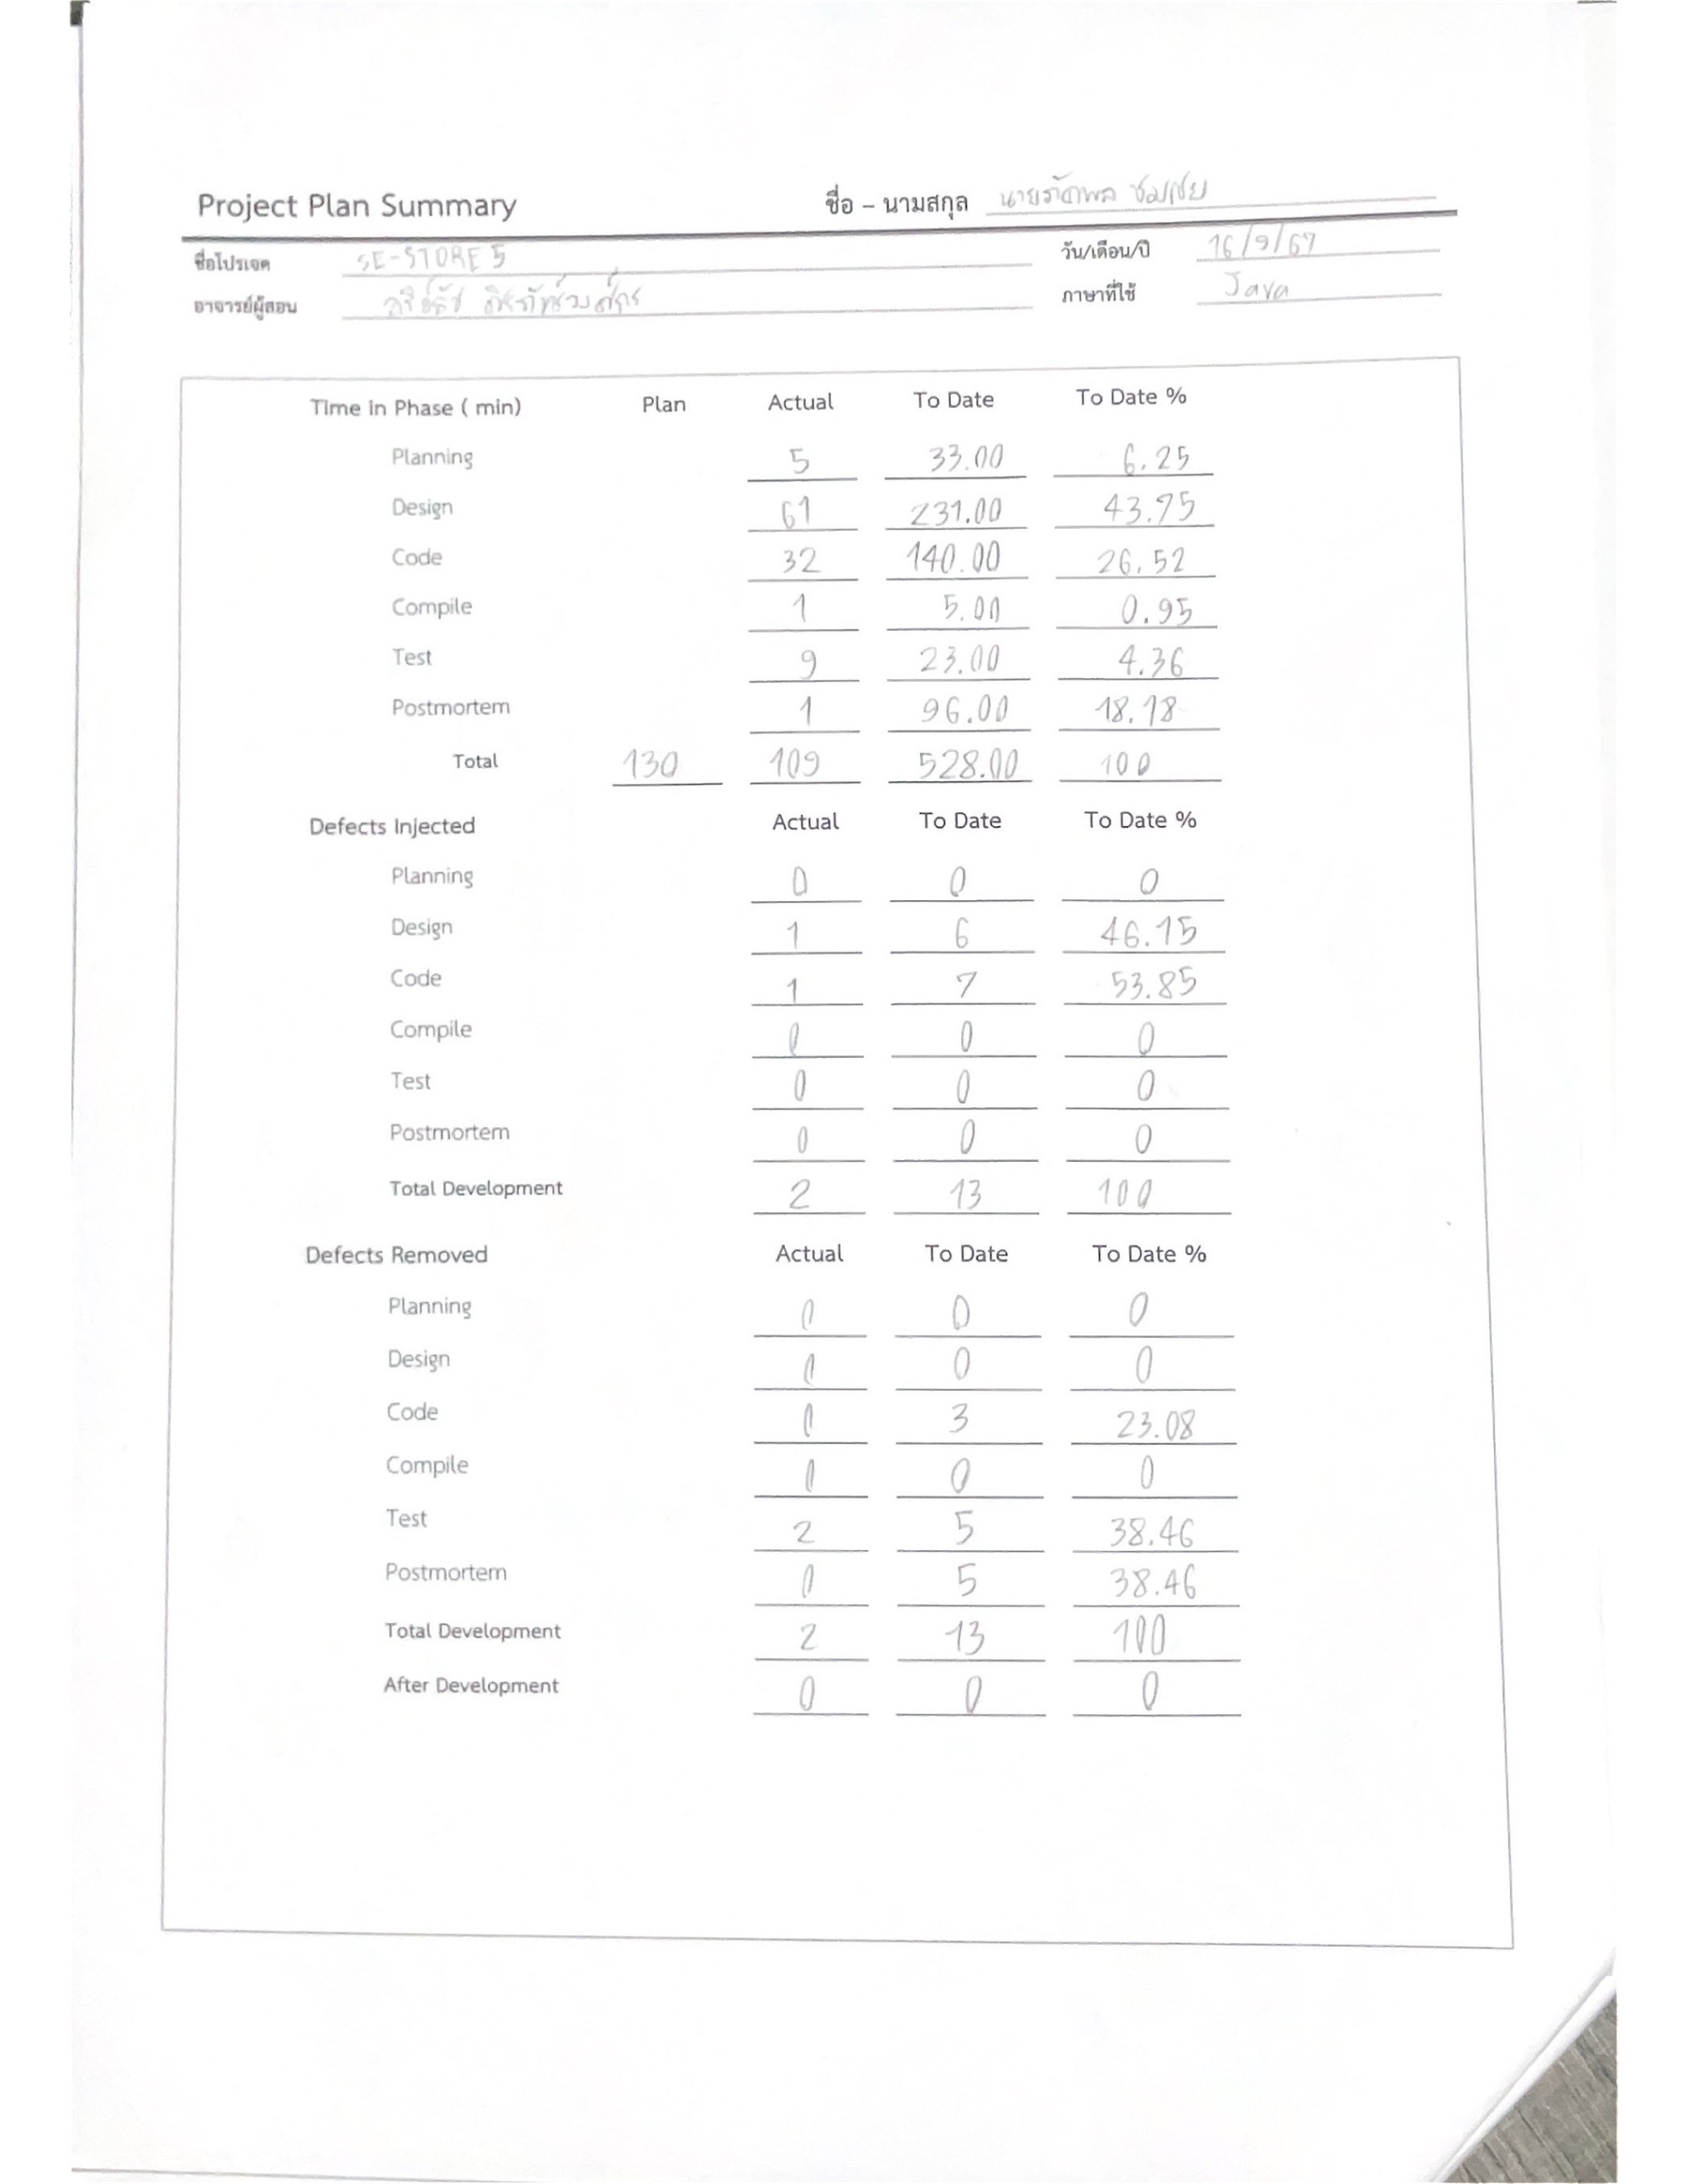 Project Plan Summary ชื่อ – นามสกุล นายภัคพล ชมเชย
ชื่อโปรเจค SE-STORE 5 วัน/เดือน/ปี 16/9/67
อาจารย์ผู้สอน ภาษาที่ใช้ Java
Time in Phase ( min) Plan Actual To Date To Date %
Planning 5 33.00 6.25
Design 61 231.00 43.75
Code 32 140.00 26.52
Compile 1 5.00 0.95
Test 9 23.00 4.36
Postmortem 1 96.00 18.18
Total 130 109 528.00 100
Defects Injected Actual To Date To Date %
Planning 0 0 0
Design 1 6 46.15
Code 1 7 53.85
Compile 0 0 0
Test 0 0 0
Postmortem 0 0 0
Total Development 2 13 100
Defects Removed Actual To Date To Date %
Planning 0 0 0
Design 0 0 0
Code 0 3 23.08
Compile 0 0 0
Test 2 5 38.46
Postmortem 0 5 38.46
Total Development 2 13 100
After Development 0 0 0